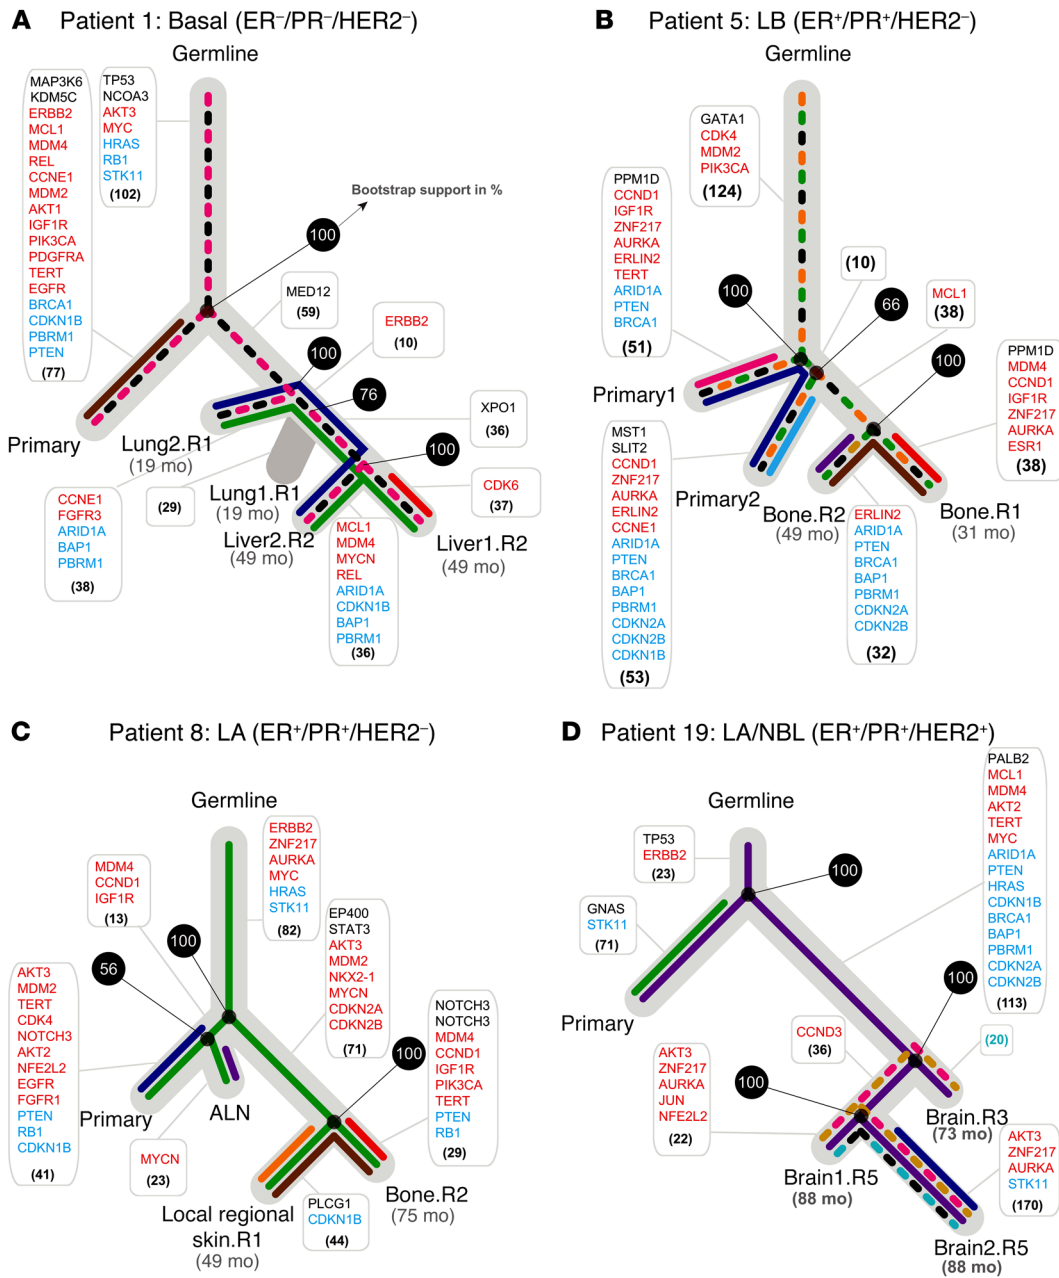 A Patient 1: Basal (ER–/PR–/HER2–)
Germline
MAP3K6
KDM5C
ERBB2
MCL1
MDM4
REL
CCNE1
MDM2
AKT1
IGF1R
PIK3CA
PDGFRA
TERT
EGFR
BRCA1
CDKN1B
PBRM1
PTEN
(77)
TP53
NCOA3
AKT3
MYC
HRAS
RB1
STK11
(102)
Bootstrap support in %
100
MED12
(59)
ERBB2
(10)
100
76
XPO1
(36)
100
CDK6
(37)
Primary
Lung2.R1
(19 mo)
CCNE1
FGFR3
ARID1A
BAP1
PBRM1
(38)
(29)
Lung1.R1
(19 mo)
Liver2.R2
(49 mo)
MCL1
MDM4
MYCN
REL
ARID1A
CDKN1B
BAP1
PBRM1
(36)
Liver1.R2
(49 mo)
B Patient 5: LB (ER+/PR+/HER2–)
Germline
GATA1
CDK4
MDM2
PIK3CA
(124)
PPM1D
CCND1
IGF1R
ZNF217
AURKA
ERLIN2
TERT
ARID1A
PTEN
BRCA1
(51)
100
(10)
66
MCL1
(38)
100
PPM1D
MDM4
CCND1
IGF1R
ZNF217
AURKA
ESR1
(38)
Primary1
MST1
SLIT2
CCND1
ZNF217
AURKA
ERLIN2
CCNE1
ARID1A
PTEN
BRCA1
BAP1
PBRM1
CDKN2A
CDKN2B
CDKN1B
(53)
Primary2
Bone.R2
(49 mo)
ERLIN2
ARID1A
PTEN
BRCA1
BAP1
PBRM1
CDKN2A
CDKN2B
(32)
Bone.R1
(31 mo)
C Patient 8: LA (ER+/PR+/HER2–)
Germline
MDM4
CCND1
IGF1R
(13)
ERBB2
ZNF217
AURKA
MYC
HRAS
STK11
(82)
100
56
EP400
STAT3
AKT3
MDM2
NKX2-1
MYCN
CDKN2A
CDKN2B
(71)
AKT3
MDM2
TERT
CDK4
NOTCH3
AKT2
NFE2L2
EGFR
FGFR1
PTEN
RB1
CDKN1B
(41)
100
NOTCH3
NOTCH3
MDM4
CCND1
IGF1R
PIK3CA
TERT
PTEN
RB1
(29)
Primary
ALN
MYCN
(23)
Local regional
skin.R1
(49 mo)
PLCG1
CDKN1B
(44)
Bone.R2
(75 mo)
D Patient 19: LA/NBL (ER+/PR+/HER2+)
Germline
TP53
ERBB2
(23)
100
GNAS
STK11
(71)
PALB2
MCL1
MDM4
AKT2
TERT
MYC
ARID1A
PTEN
HRAS
CDKN1B
BRCA1
BAP1
PBRM1
CDKN2A
CDKN2B
(113)
100
Primary
CCND3
(36)
(20)
AKT3
ZNF217
AURKA
JUN
NFE2L2
(22)
100
Brain.R3
(73 mo)
Brain1.R5
(88 mo)
AKT3
ZNF217
AURKA
STK11
(170)
Brain2.R5
(88 mo)